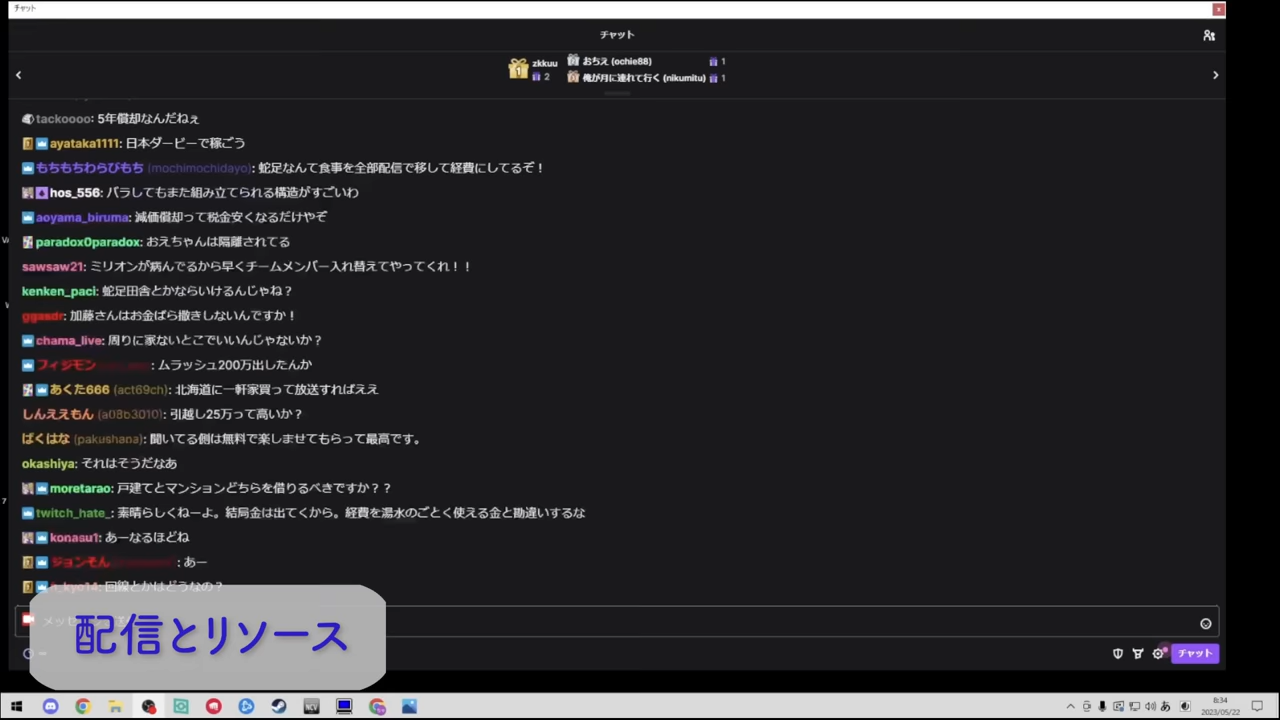 チャット
チャット
zkkuu
2
おちえ (ochie88) 1
俺が月に連れて行く (nikumitu) 1
tackoooo: 5年償却なんだねぇ
ayataka1111: 日本ダービーで稼ごう
もちもちわらびもち (mochimochidayo): 蛇足なんて食事を全部配信で移して経費にしてるぞ！
hos_556: バラしてもまた組み立てられる構造がすごいわ
aoyama_biruma: 減価償却って税金安くなるだけやぞ
paradox0paradox: おえちゃんは隔離されてる
sawsaw21: ミリオンが病んでるから早くチームメンバー入れ替えてやってくれ！！
kenken_paci: 蛇足田舎とかならいけるんじゃね？
ggasdr: 加藤さんはお金ばら撒きしないんですか！
chama_live: 周りに家ないとこでいいんじゃないか？
フィジモン : ムラッシュ200万出したんか
あくた666 (act69ch): 北海道に一軒家買って放送すればええ
しんええもん (a08b3010): 引越し25万って高いか？
ぱくはな (pakushana): 聞いてる側は無料で楽しませてもらって最高です。
okashiya: それはそうだなあ
moretarao: 戸建てとマンションどちらを借りるべきですか？？
twitch_hate_: 素晴らしくねーよ。結局金は出てくから。経費を湯水のごとく使える金と勘違いするな
konasu1: あーなるほどね
ジョンそん : あー
a_kyo14: 回線とかはどうなの？
配信とリソース
チャット
NCV
あ
8:34
2023/05/22